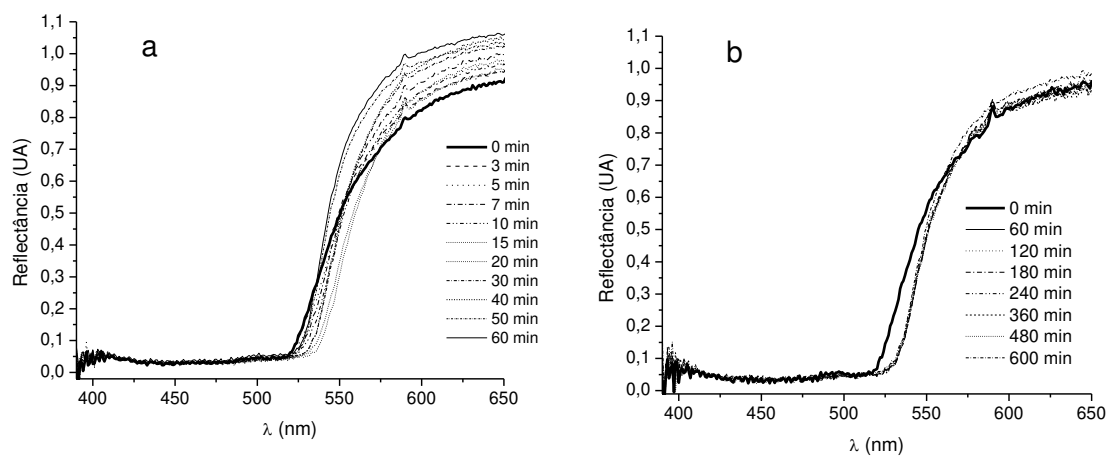 a
1,1
1,0
0,9
0,8
0,7
0,6
0,5
0,4
0,3
0,2
0,1
0,0
Reflectância (UA)
0 min
3 min
5 min
7 min
10 min
15 min
20 min
30 min
40 min
50 min
60 min
400 450 500 550 600 650
λ (nm)
b
1,1
1,0
0,9
0,8
0,7
0,6
0,5
0,4
0,3
0,2
0,1
0,0
Reflectância (UA)
0 min
60 min
120 min
180 min
240 min
360 min
480 min
600 min
400 450 500 550 600 650
λ (nm)